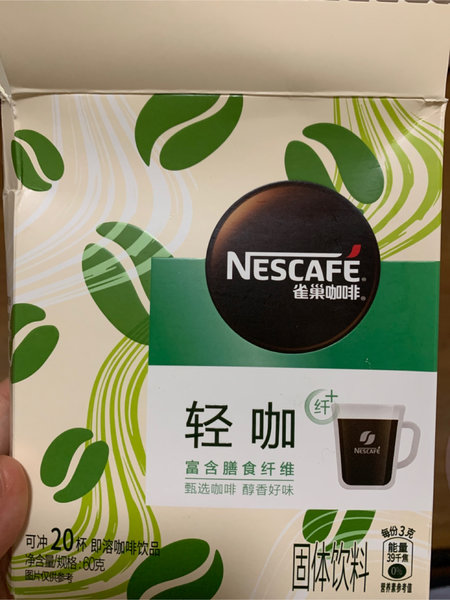 NESCAFÉ®
雀巢咖啡®
轻咖
纤+
富含膳食纤维
甄选咖啡 醇香好味
NESCAFÉ
可冲20杯 即溶咖啡饮品
净含量/规格:60克
图片仅供参考
固体饮料
每份3克
能量
39千焦
营养素参考值